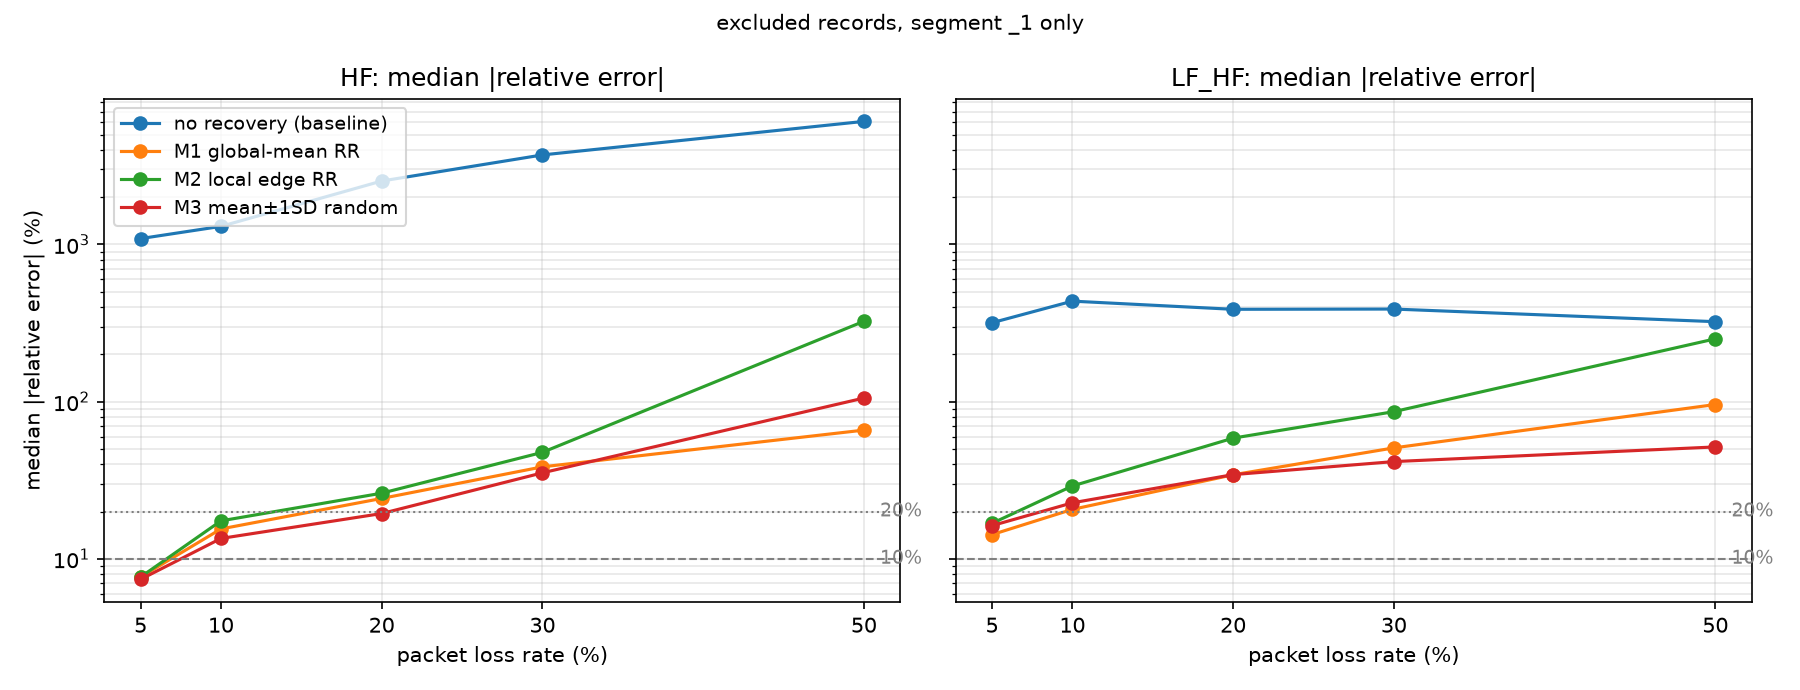 excluded records, segment _1 only
HF: median |relative error|
no recovery (baseline)
M1 global-mean RR
M2 local edge RR
M3 mean±1SD random
median |relative error| (%)
10³
10²
10¹
20%
10%
5 10 20 30 50
packet loss rate (%)
LF_HF: median |relative error|
20%
10%
5 10 20 30 50
packet loss rate (%)